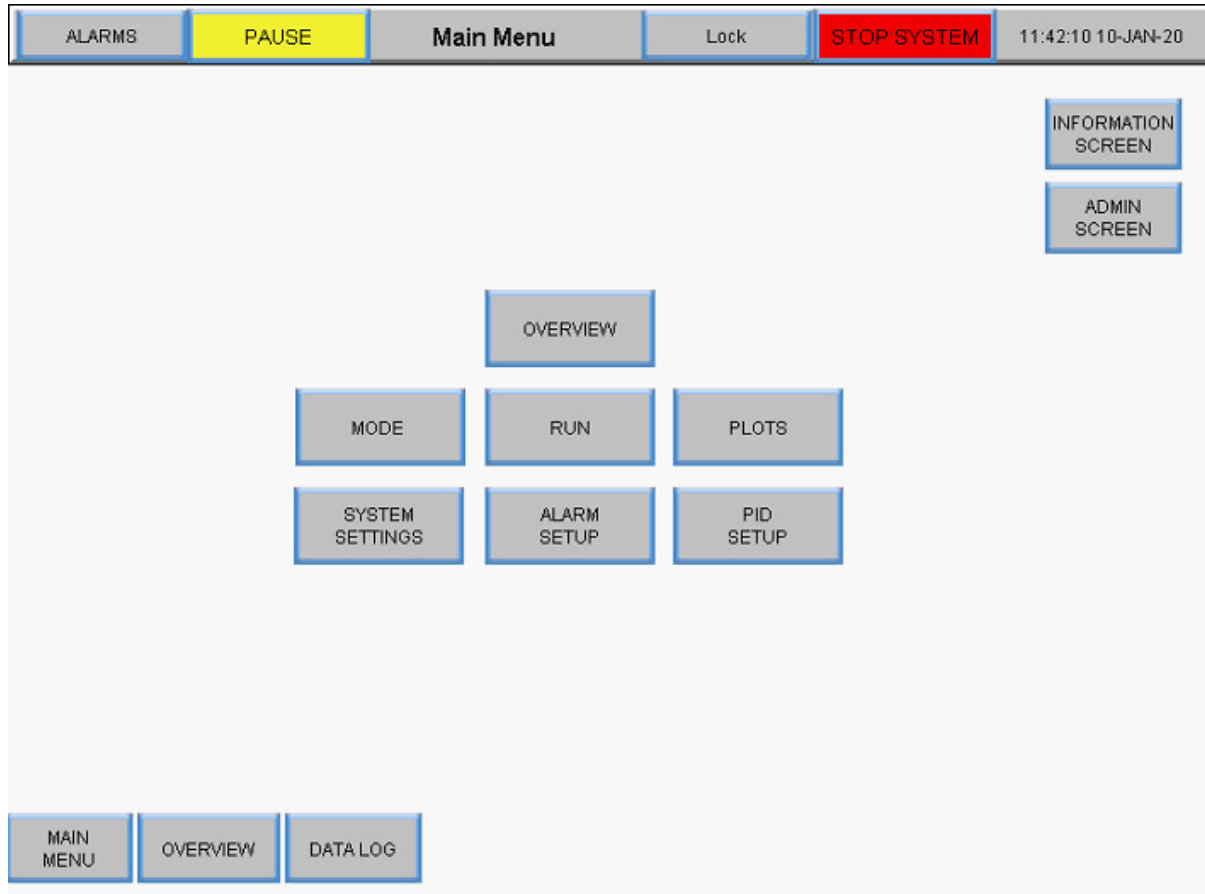 ALARMS PAUSE Main Menu Lock STOP SYSTEM 11:42:10 10-JAN-20
INFORMATION
SCREEN
ADMIN
SCREEN
OVERVIEW
MODE RUN PLOTS
SYSTEM
SETTINGS
ALARM
SETUP
PID
SETUP
MAIN
MENU
OVERVIEW
DATA LOG